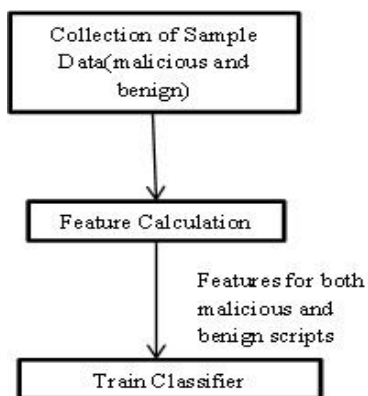 Collection of Sample
Data(malicious and
benign)
Feature Calculation
Features for both
malicious and
benign scripts
Train Classifier